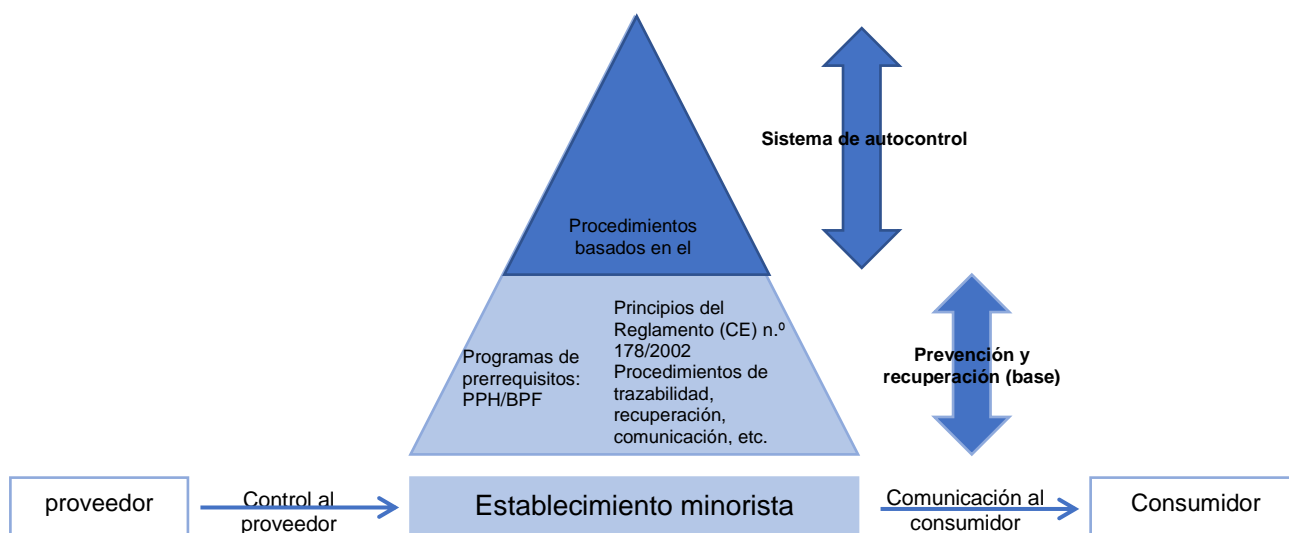 Sistema de autocontrol
Procedimientos
basados en el
Principios del
Reglamento (CE) n.º
178/2002
Procedimientos de
trazabilidad,
recuperación,
comunicación, etc.
Programas de
prerrequisitos:
PPH/BPF
Prevención y
recuperación (base)
proveedor
Control al
proveedor
Establecimiento minorista
Comunicación al
consumidor
Consumidor